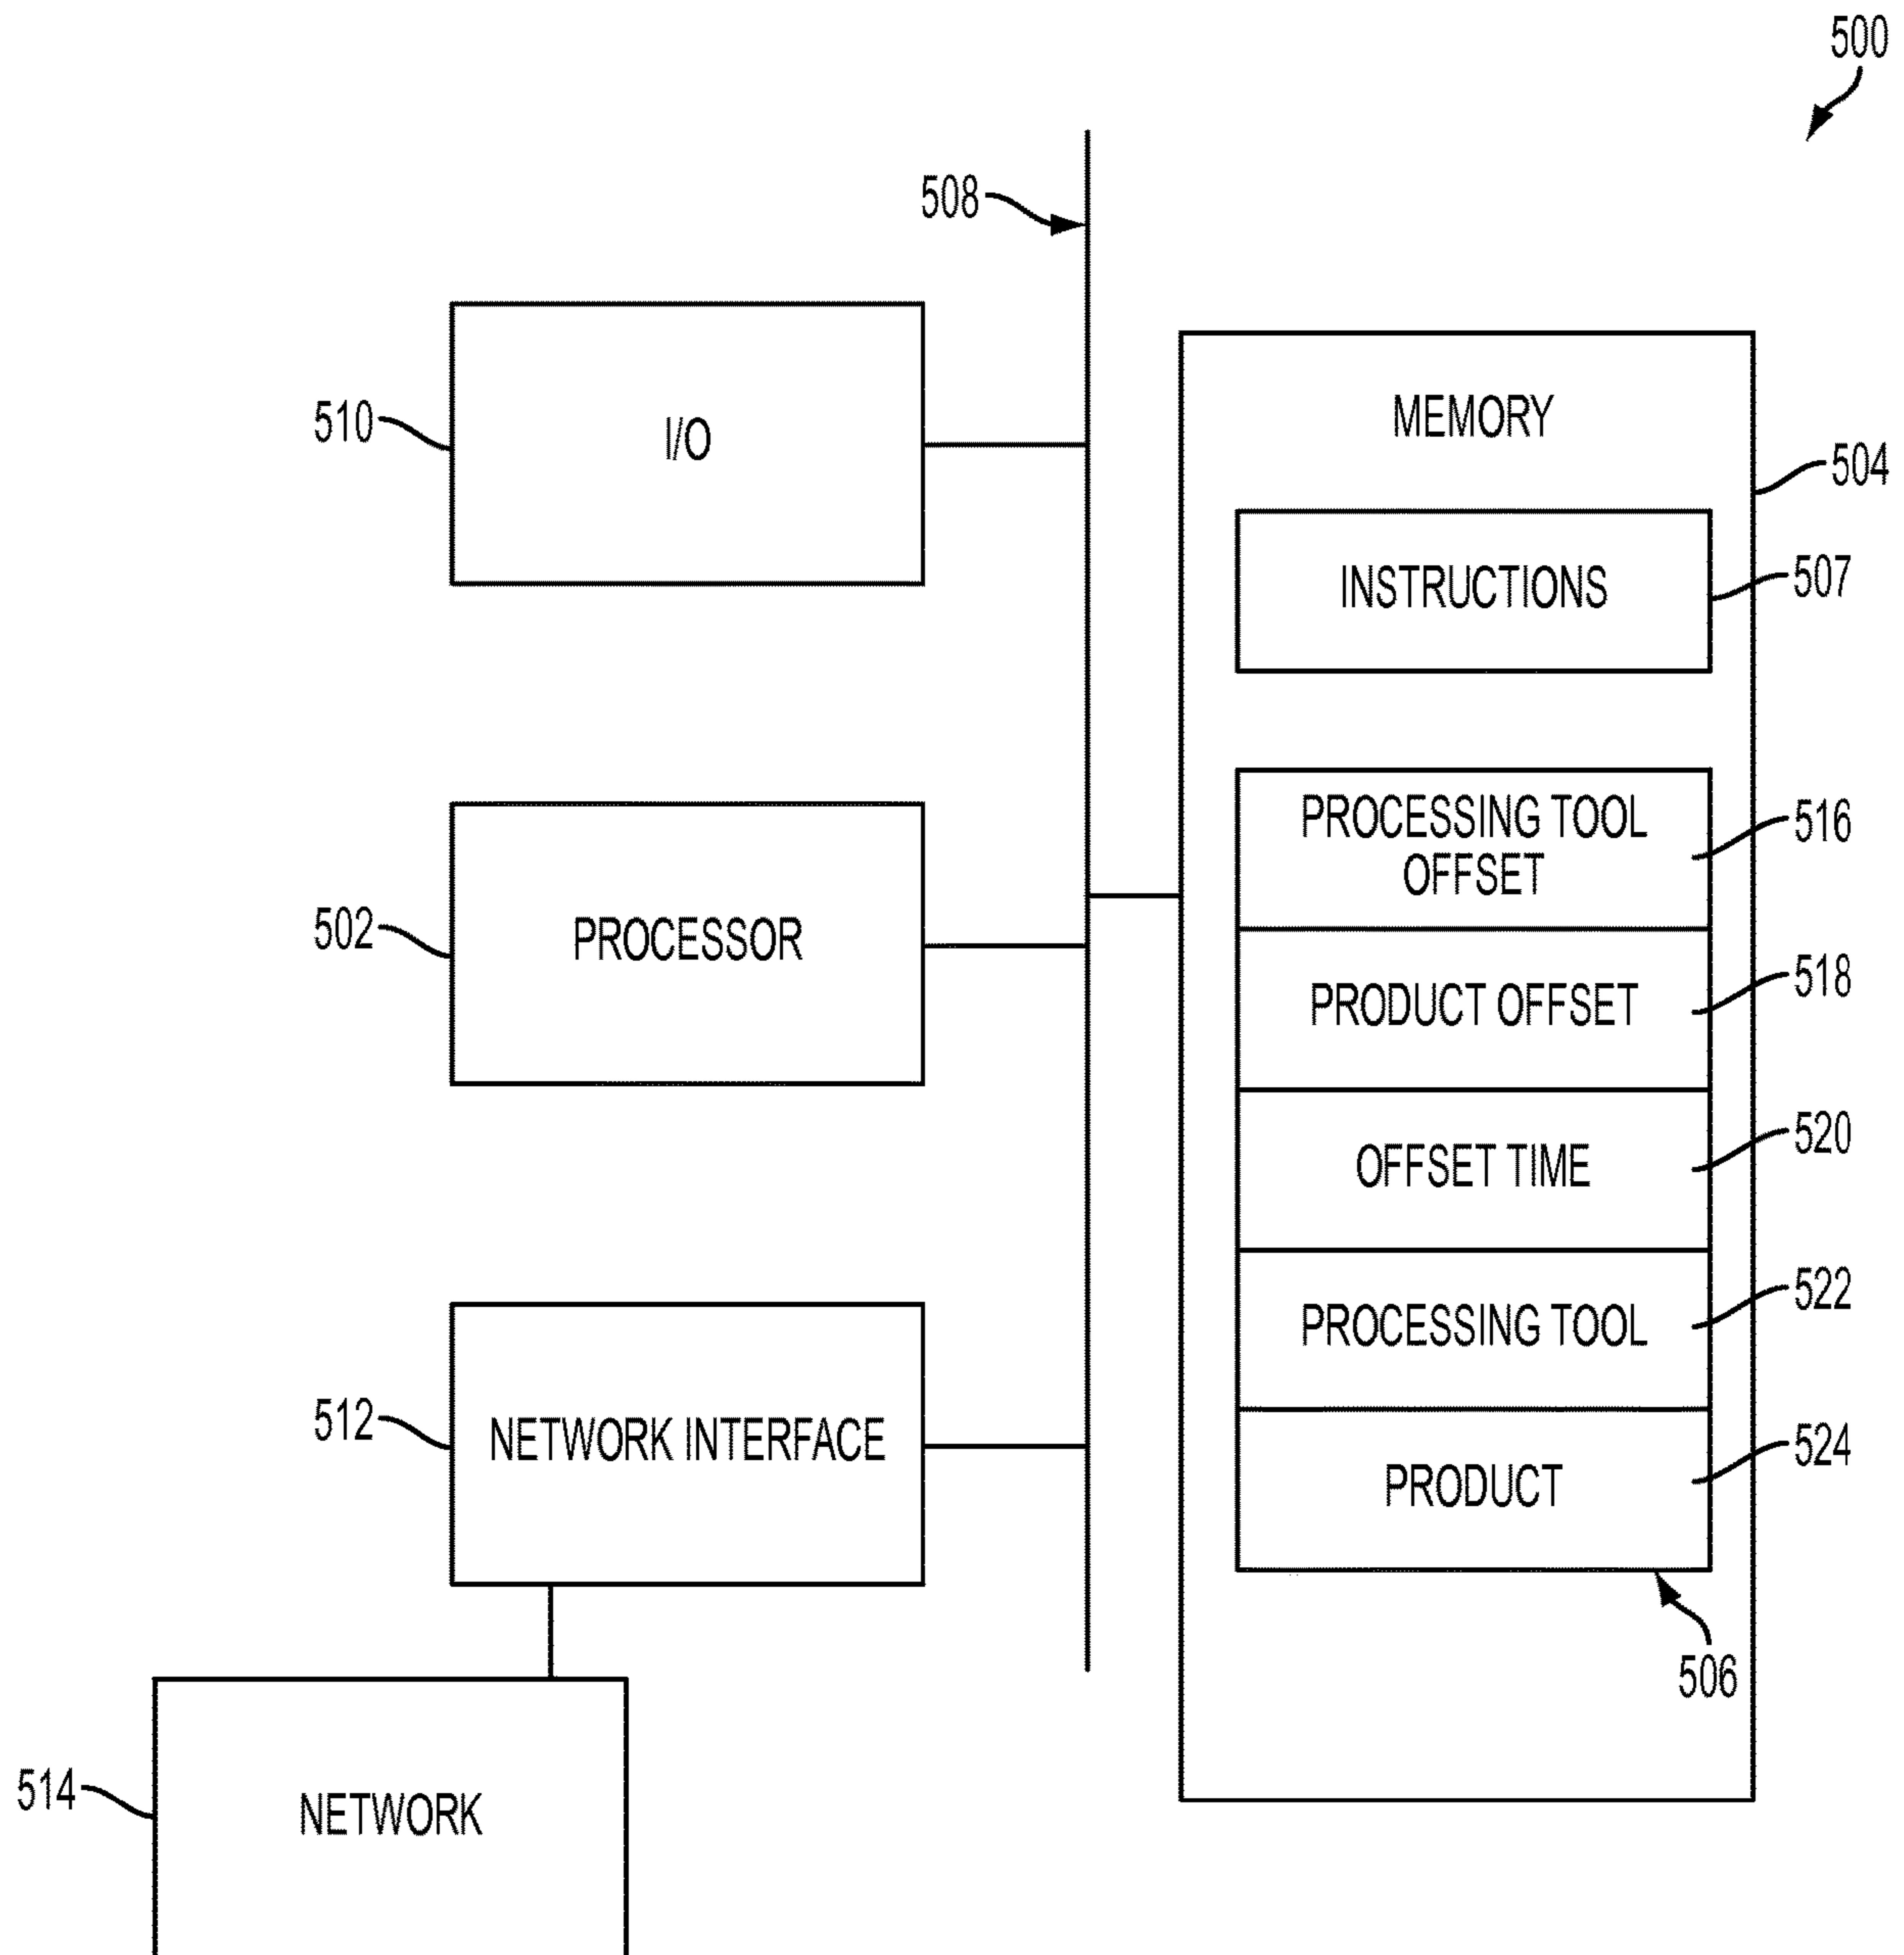 500
508
510
I/O
MEMORY
504
INSTRUCTIONS
507
PROCESSING TOOL
OFFSET
516
502
PROCESSOR
PRODUCT OFFSET
518
OFFSET TIME
520
PROCESSING TOOL
522
512
NETWORK INTERFACE
PRODUCT
524
506
514
NETWORK